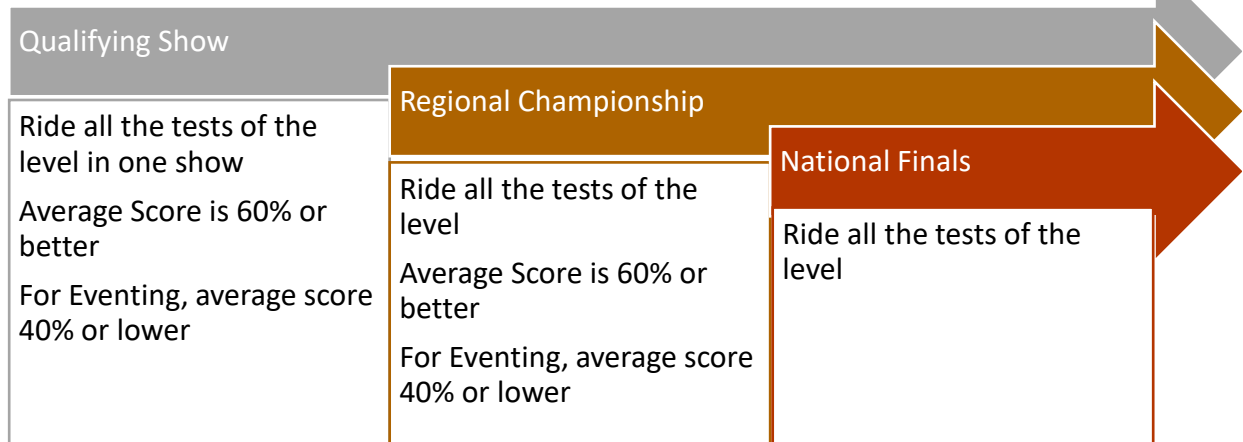 Qualifying Show
Ride all the tests of the
level in one show
Average Score is 60% or
better
For Eventing, average score
40% or lower
Regional Championship
Ride all the tests of the
level
Average Score is 60% or
better
For Eventing, average score
40% or lower
National Finals
Ride all the tests of the
level